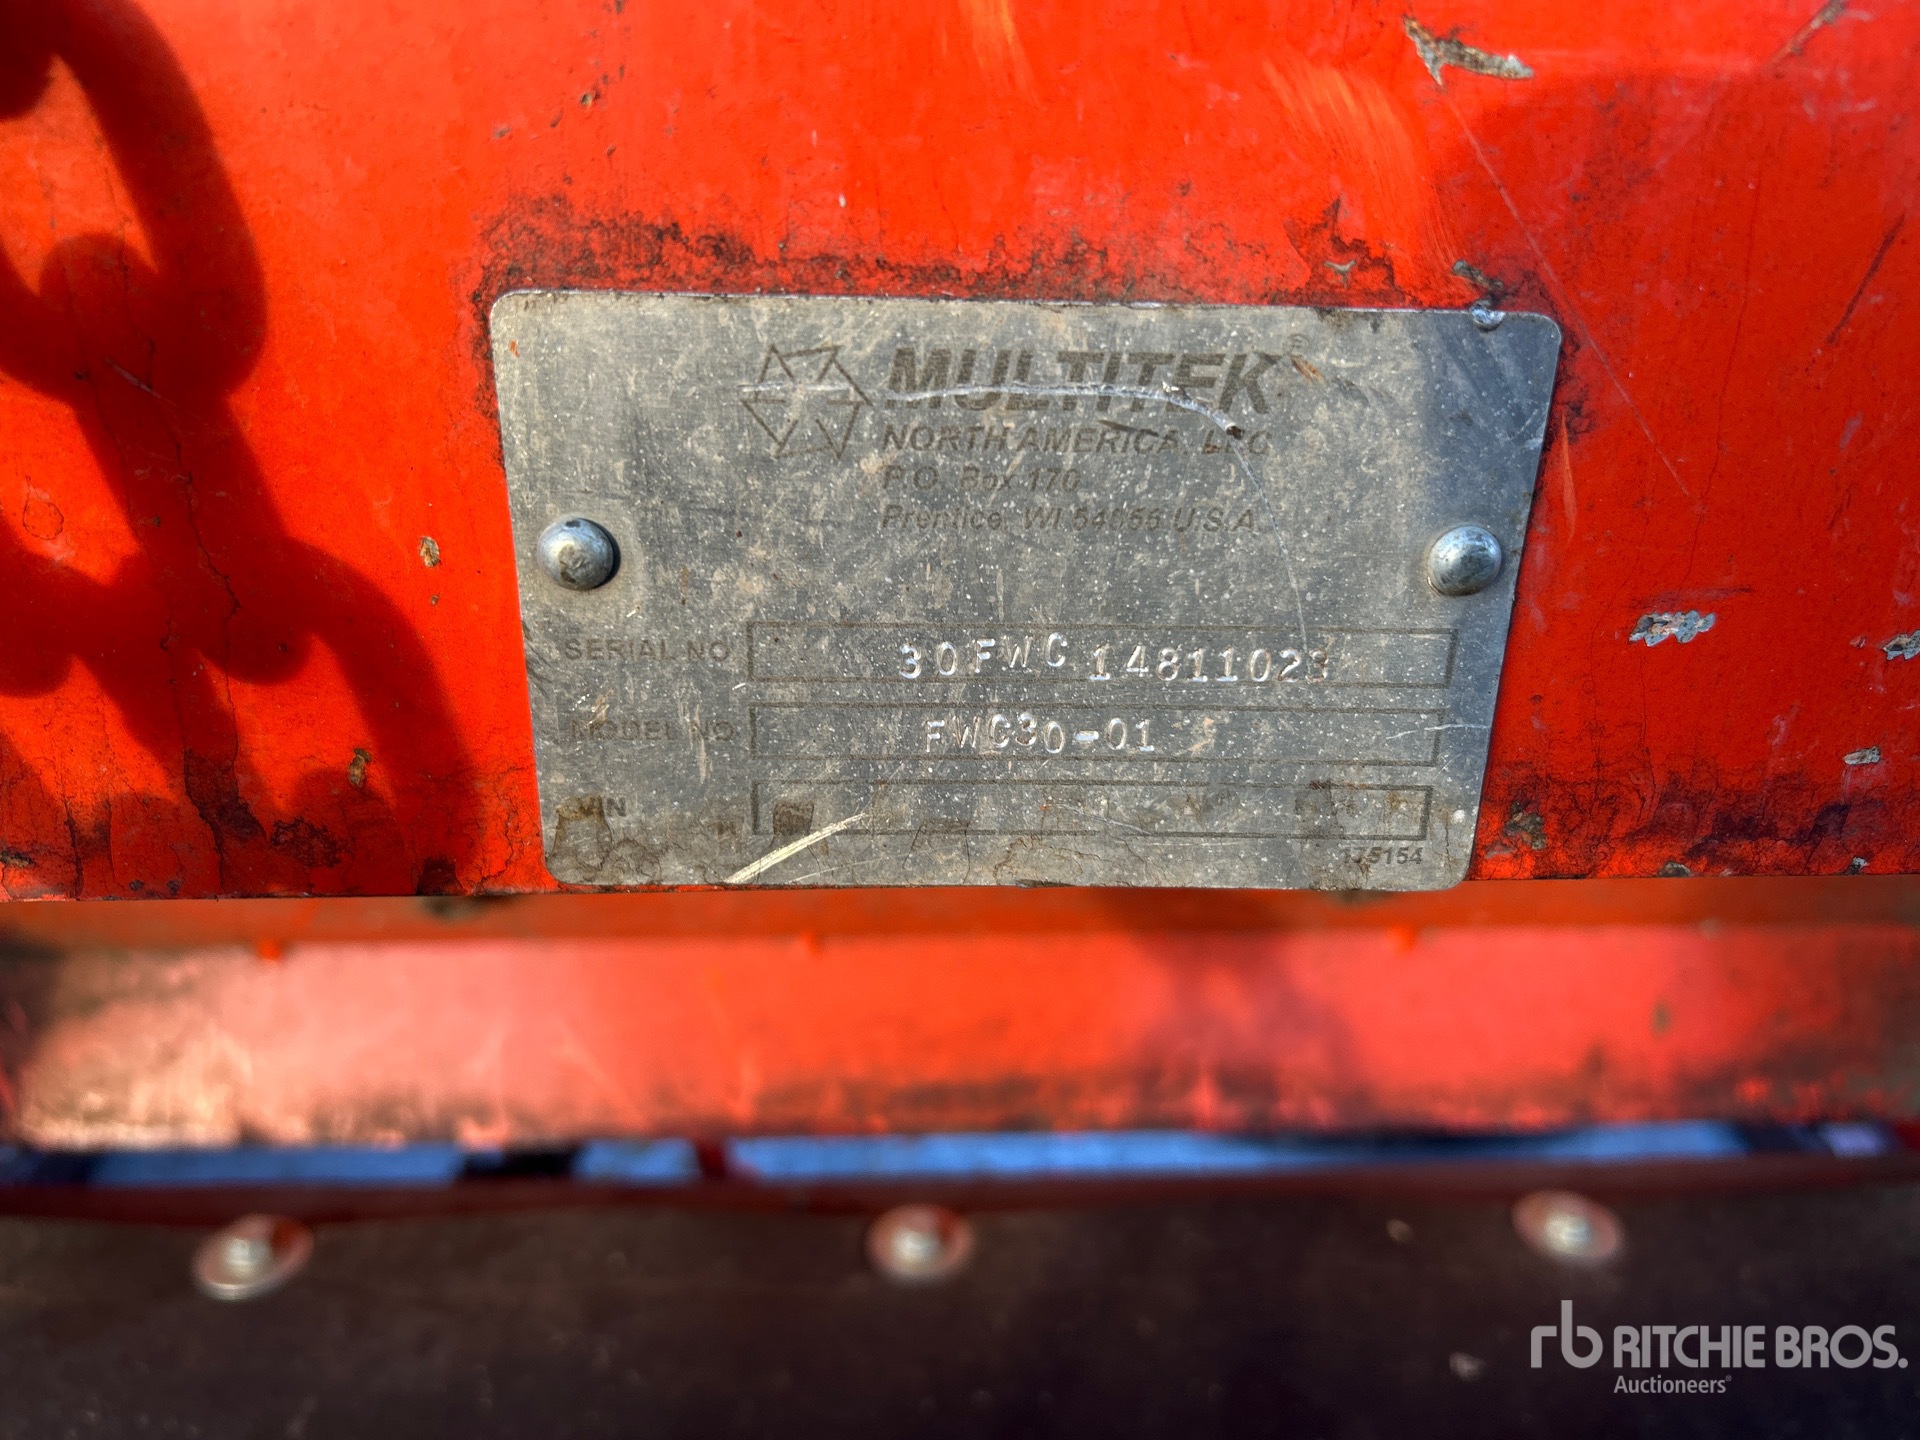 MULTITEK®
NORTH AMERICA, LLC
P.O. Box 170
Prentice, WI 54556 U.S.A.
SERIAL NO 30FWC 14811023
MODEL NO FWC30-01
VIN
175154
rb RITCHIE BROS.
Auctioneers®